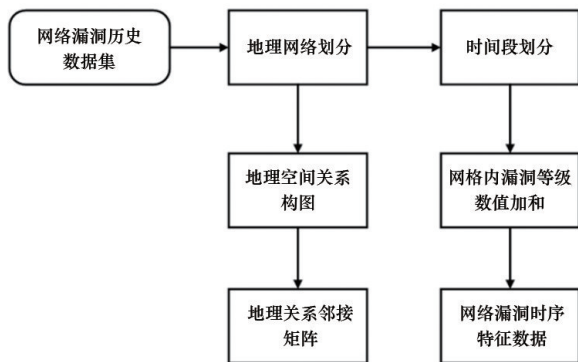 网络漏洞历史
数据集
地理网络划分
时间段划分
地理空间关系
构图
网格内漏洞等级
数值加和
地理关系邻接
矩阵
网络漏洞时序
特征数据